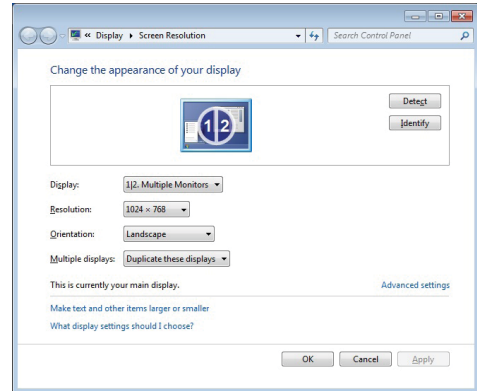 « Display ▸ Screen Resolution
Search Control Panel
Change the appearance of your display
1|2
Detect
Identify
Display: 1|2. Multiple Monitors
Resolution: 1024 × 768
Orientation: Landscape
Multiple displays: Duplicate these displays
This is currently your main display. Advanced settings
Make text and other items larger or smaller
What display settings should I choose?
OK Cancel Apply